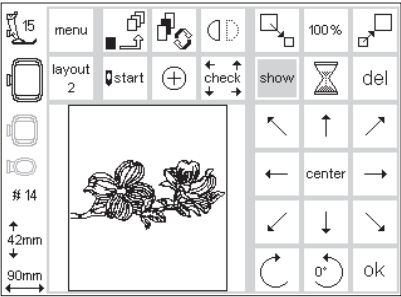 15
menu
100%
layout
2
start
check
show
del
center
# 14
42mm
90mm
0°
ok